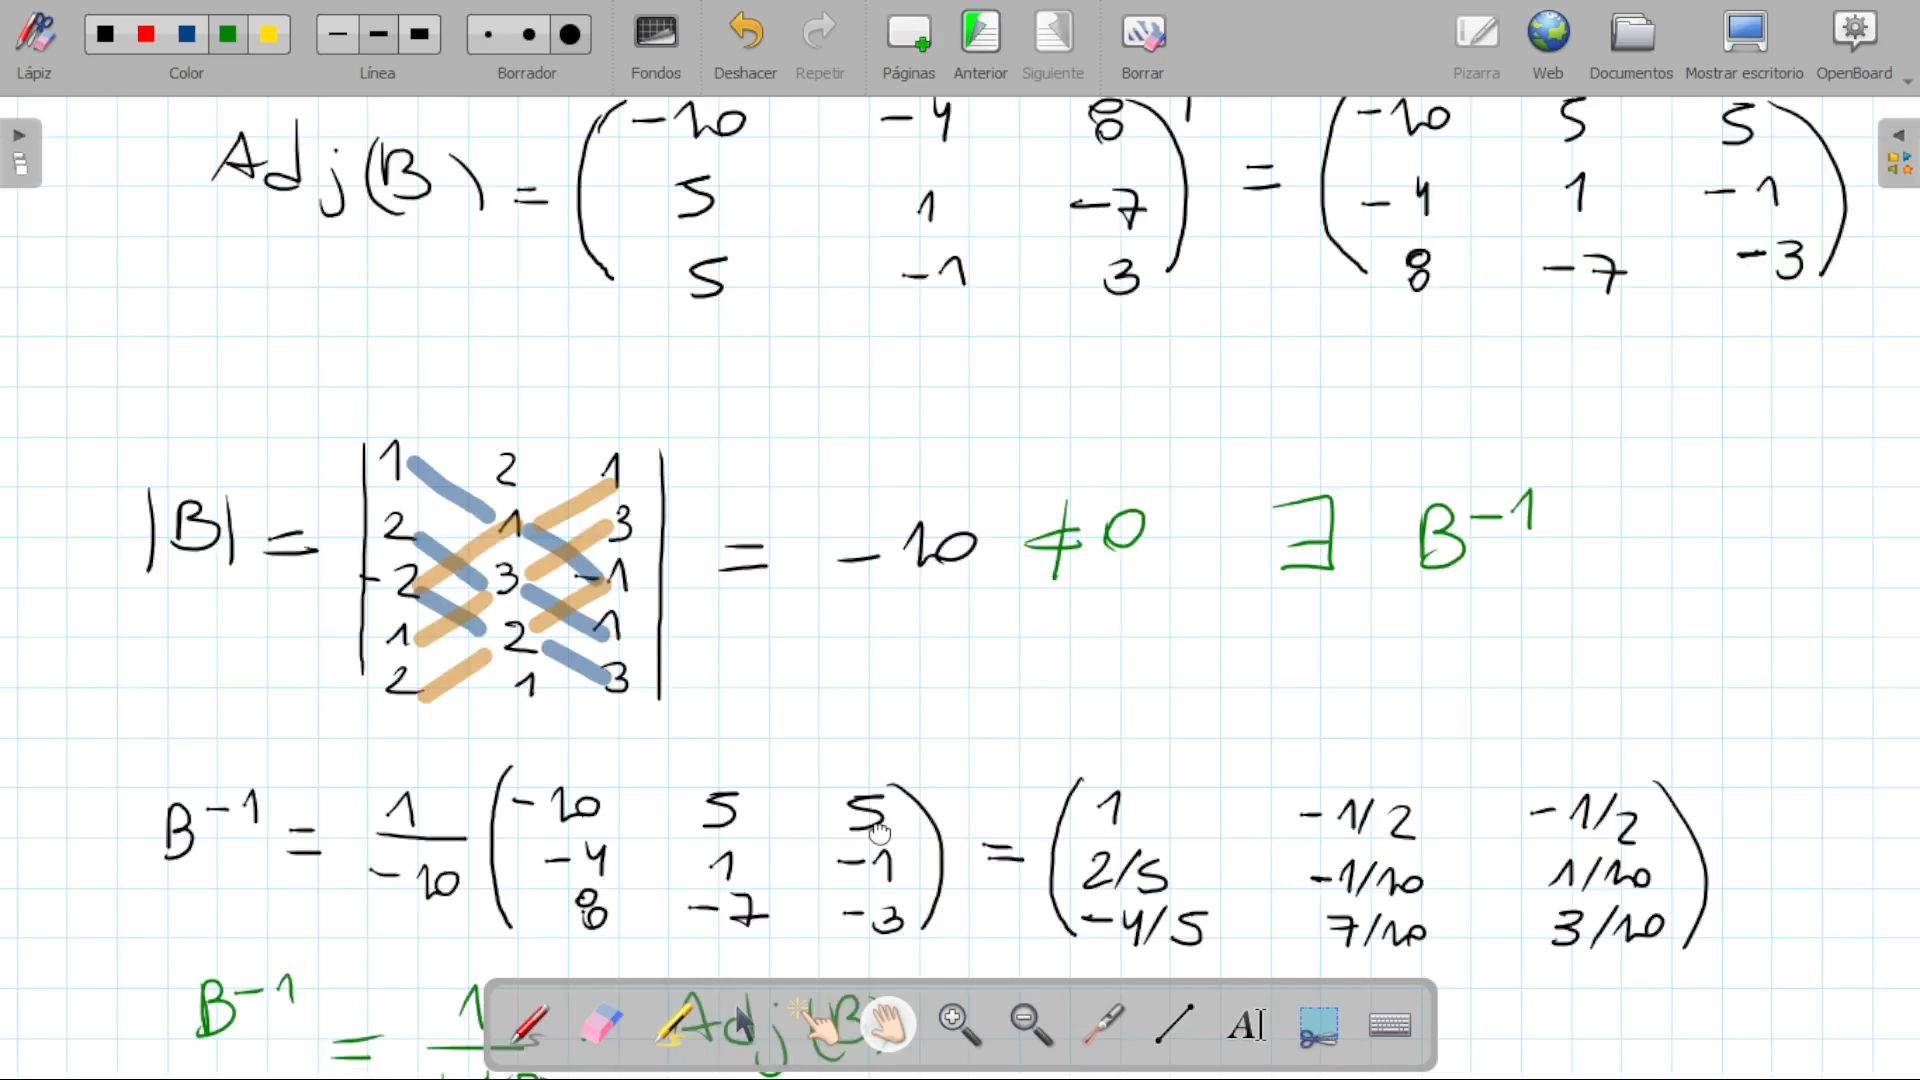 Lápiz Color Línea Borrador Fondos Deshacer Repetir Páginas Anterior Siguiente Borrar Pizarra Web Documentos Mostrar escritorio OpenBoard
-10 -4 8 -10 5 5
Adj(B) = 5 1 -7 = -4 1 -1
5 -1 3 8 -7 -3
1 2 1
2 1 3
|B| = -2 3 -1 = -10 ≠ 0 ∃ B⁻¹
1 2 1
2 1 3
-10 5 5 1 -1/2 -1/2
B⁻¹ = 1/-10 -4 1 -1 = 2/5 -1/10 1/10
8 -7 -3 -4/5 7/10 3/10
B⁻¹ = 1 Adj(B)
AI